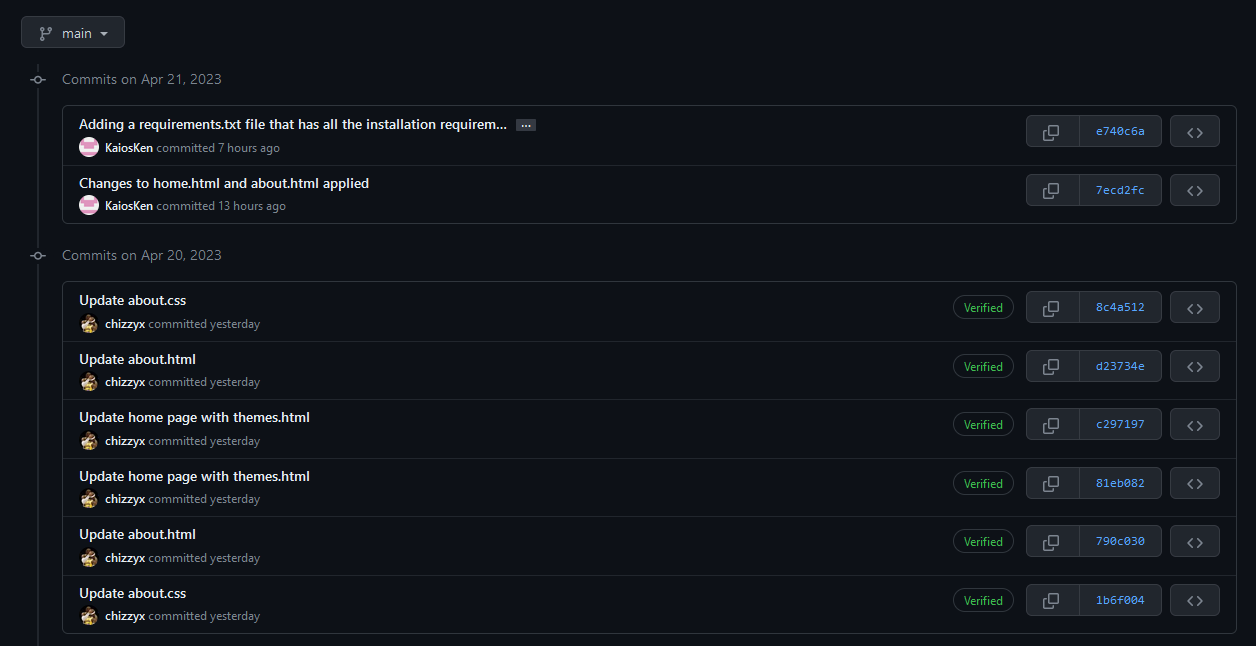 main
Commits on Apr 21, 2023
Adding a requirements.txt file that has all the installation requirem... ...
e740c6a
KaiosKen committed 7 hours ago
Changes to home.html and about.html applied
7ecd2fc
KaiosKen committed 13 hours ago
Commits on Apr 20, 2023
Update about.css
Verified 8c4a512
chizzyx committed yesterday
Update about.html
Verified d23734e
chizzyx committed yesterday
Update home page with themes.html
Verified c297197
chizzyx committed yesterday
Update home page with themes.html
Verified 81eb082
chizzyx committed yesterday
Update about.html
Verified 790c030
chizzyx committed yesterday
Update about.css
Verified 1b6f004
chizzyx committed yesterday